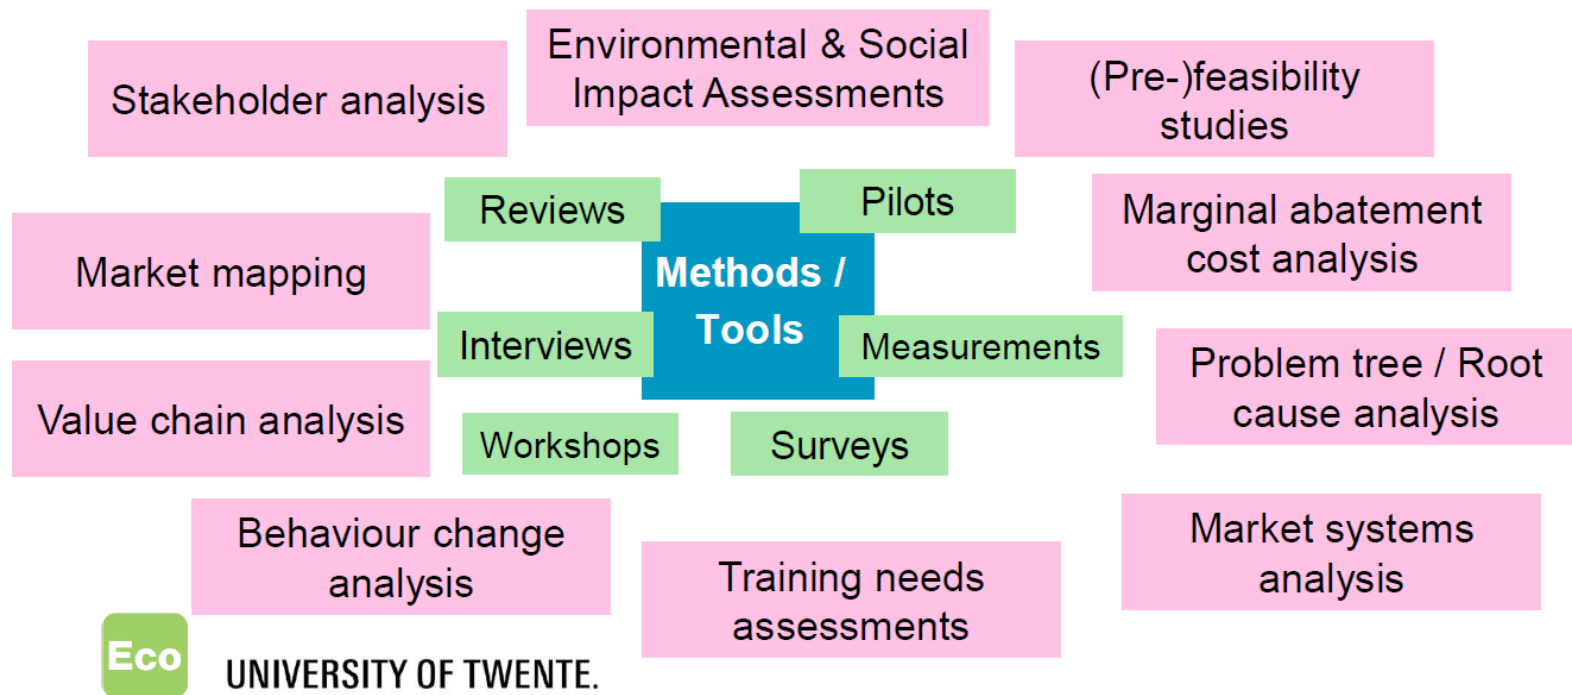 Environmental & Social
Impact Assessments
Stakeholder analysis
(Pre-)feasibility
studies
Reviews
Pilots
Marginal abatement
cost analysis
Market mapping
Methods /
Tools
Interviews
Measurements
Problem tree / Root
cause analysis
Value chain analysis
Workshops
Surveys
Behaviour change
analysis
Market systems
analysis
Training needs
assessments
Eco
UNIVERSITY OF TWENTE.